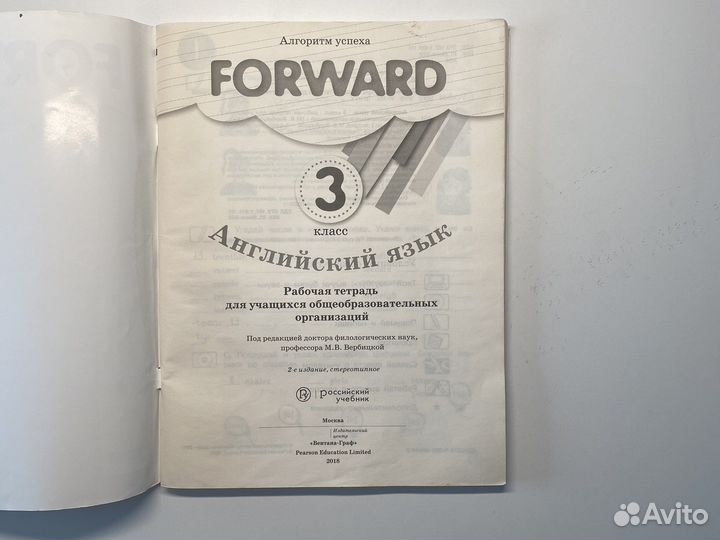 Алгоритм успеха
FORWARD
3
класс
Английский язык
Рабочая тетрадь
для учащихся общеобразовательных
организаций
Под редакцией доктора филологических наук,
профессора М.В. Вербицкой
2-е издание, стереотипное
российский
учебник
Москва
Издательский
центр
«Вентана-Граф»
Pearson Education Limited
2018
Avito